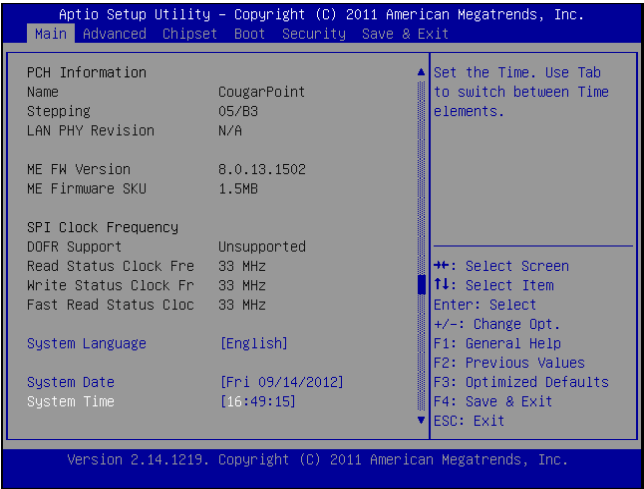 Aptio Setup Utility – Copyright (C) 2011 American Megatrends, Inc.
Main Advanced Chipset Boot Security Save & Exit
PCH Information
Name CougarPoint
Stepping 05/B3
LAN PHY Revision N/A
ME FW Version 8.0.13.1502
ME Firmware SKU 1.5MB
SPI Clock Frequency
DOFR Support Unsupported
Read Status Clock Fre 33 MHz
Write Status Clock Fr 33 MHz
Fast Read Status Cloc 33 MHz
System Language [English]
System Date [Fri 09/14/2012]
System Time [16:49:15]
Set the Time. Use Tab
to switch between Time
elements.
→←: Select Screen
↑↓: Select Item
Enter: Select
+/-: Change Opt.
F1: General Help
F2: Previous Values
F3: Optimized Defaults
F4: Save & Exit
ESC: Exit
Version 2.14.1219. Copyright (C) 2011 American Megatrends, Inc.